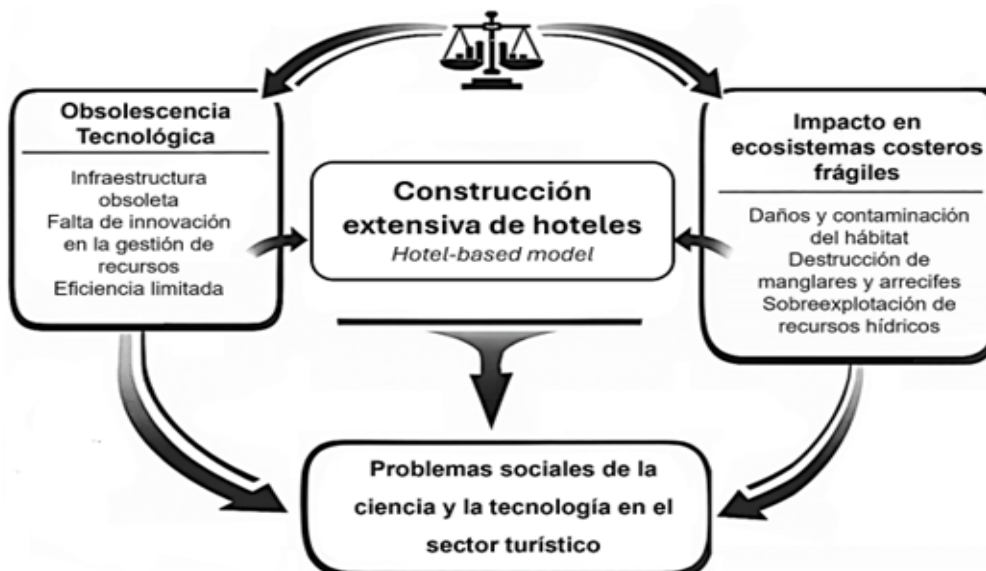 Obsolescencia
Tecnológica
Infraestructura
obsoleta
Falta de innovación
en la gestión de
recursos
Eficiencia limitada
Construcción
extensiva de hoteles
Hotel-based model
Impacto en
ecosistemas costeros
frágiles
Daños y contaminación
del hábitat
Destrucción de
manglares y arrecifes
Sobreexplotación de
recursos hídricos
Problemas sociales de la
ciencia y la tecnología en el
sector turístico